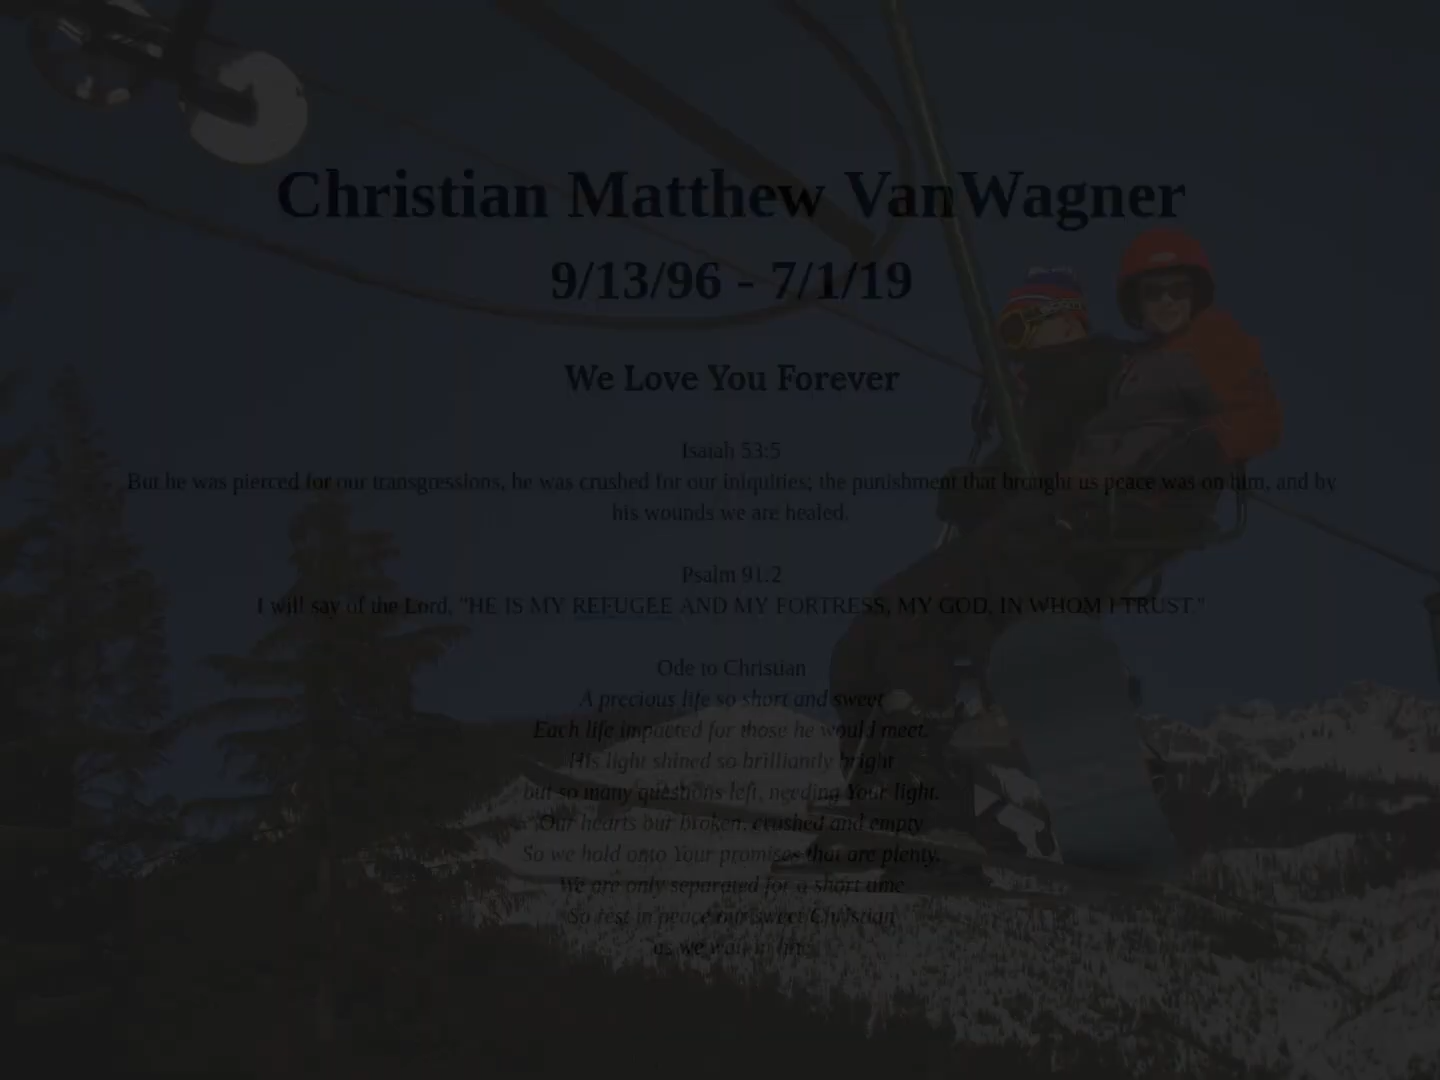 Christian Matthew VanWagner
9/13/96 - 7/1/19
We Love You Forever
Isaiah 53:5
But he was pierced for our transgressions, he was crushed for our iniquities; the punishment that brought us peace was on him, and by
his wounds we are healed.
Psalm 91.2
I will say of the Lord, "HE IS MY REFUGEE AND MY FORTRESS, MY GOD, IN WHOM I TRUST."
Ode to Christian
A precious life so short and sweet
Each life impacted for those he would meet.
His light shined so brilliantly bright
but so many questions left, needing Your light.
Our hearts bur broken, crushed and empty
So we hold onto Your promises that are plenty.
We are only separated for a short time
So rest in peace our sweet Christian
as we wait in line